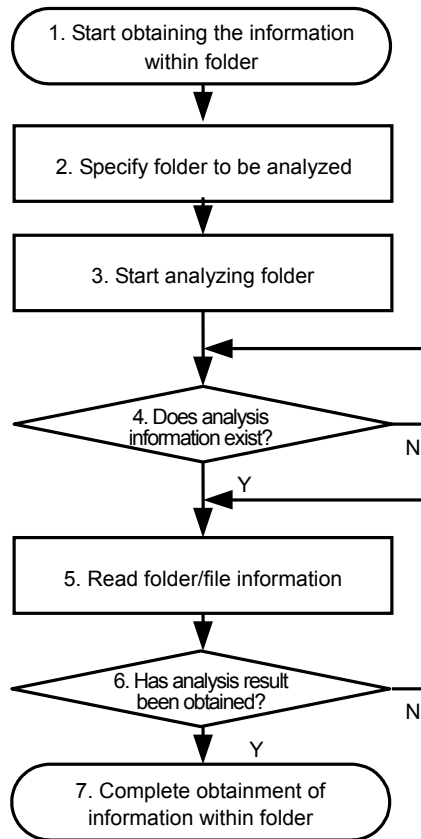 1. Start obtaining the information
within folder
2. Specify folder to be analyzed
3. Start analyzing folder
4. Does analysis
information exist?
N
Y
5. Read folder/file information
6. Has analysis result
been obtained?
N
Y
7. Complete obtainment of
information within folder